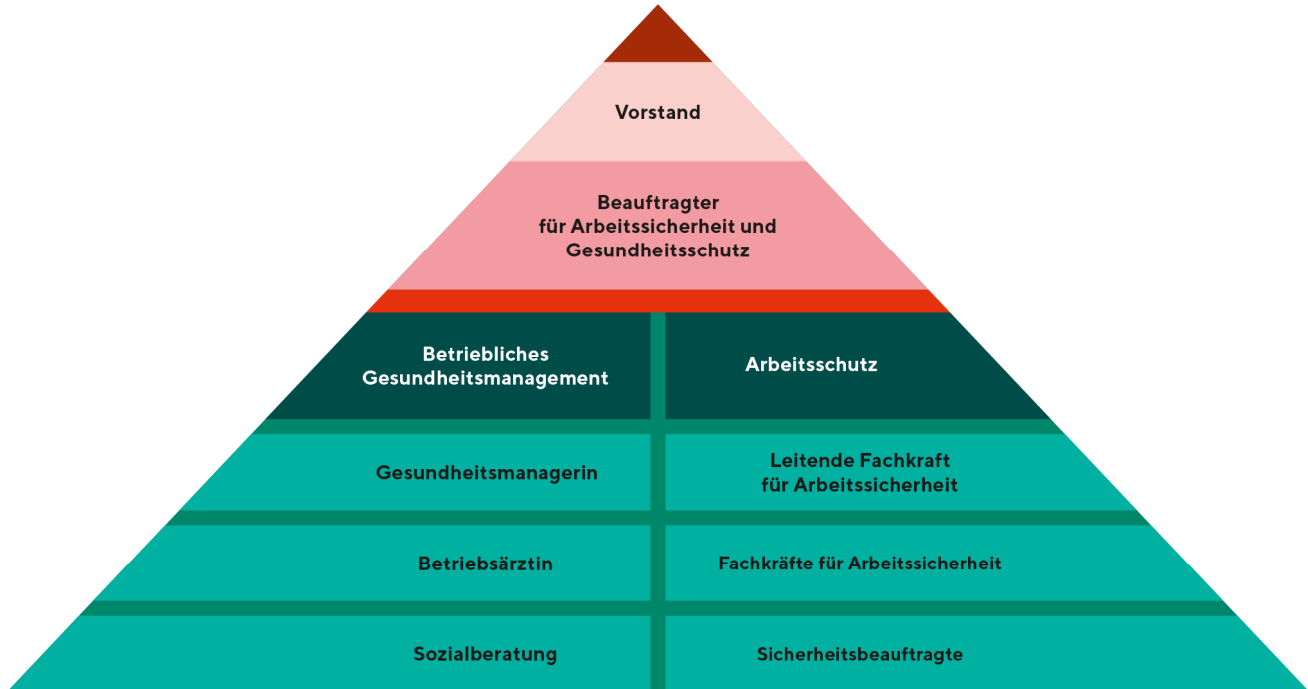 Vorstand
Beauftragter
für Arbeitssicherheit und
Gesundheitsschutz
Betriebliches
Gesundheitsmanagement
Arbeitsschutz
Gesundheitsmanagerin
Leitende Fachkraft
für Arbeitssicherheit
Betriebsärztin
Fachkräfte für Arbeitssicherheit
Sozialberatung
Sicherheitsbeauftragte